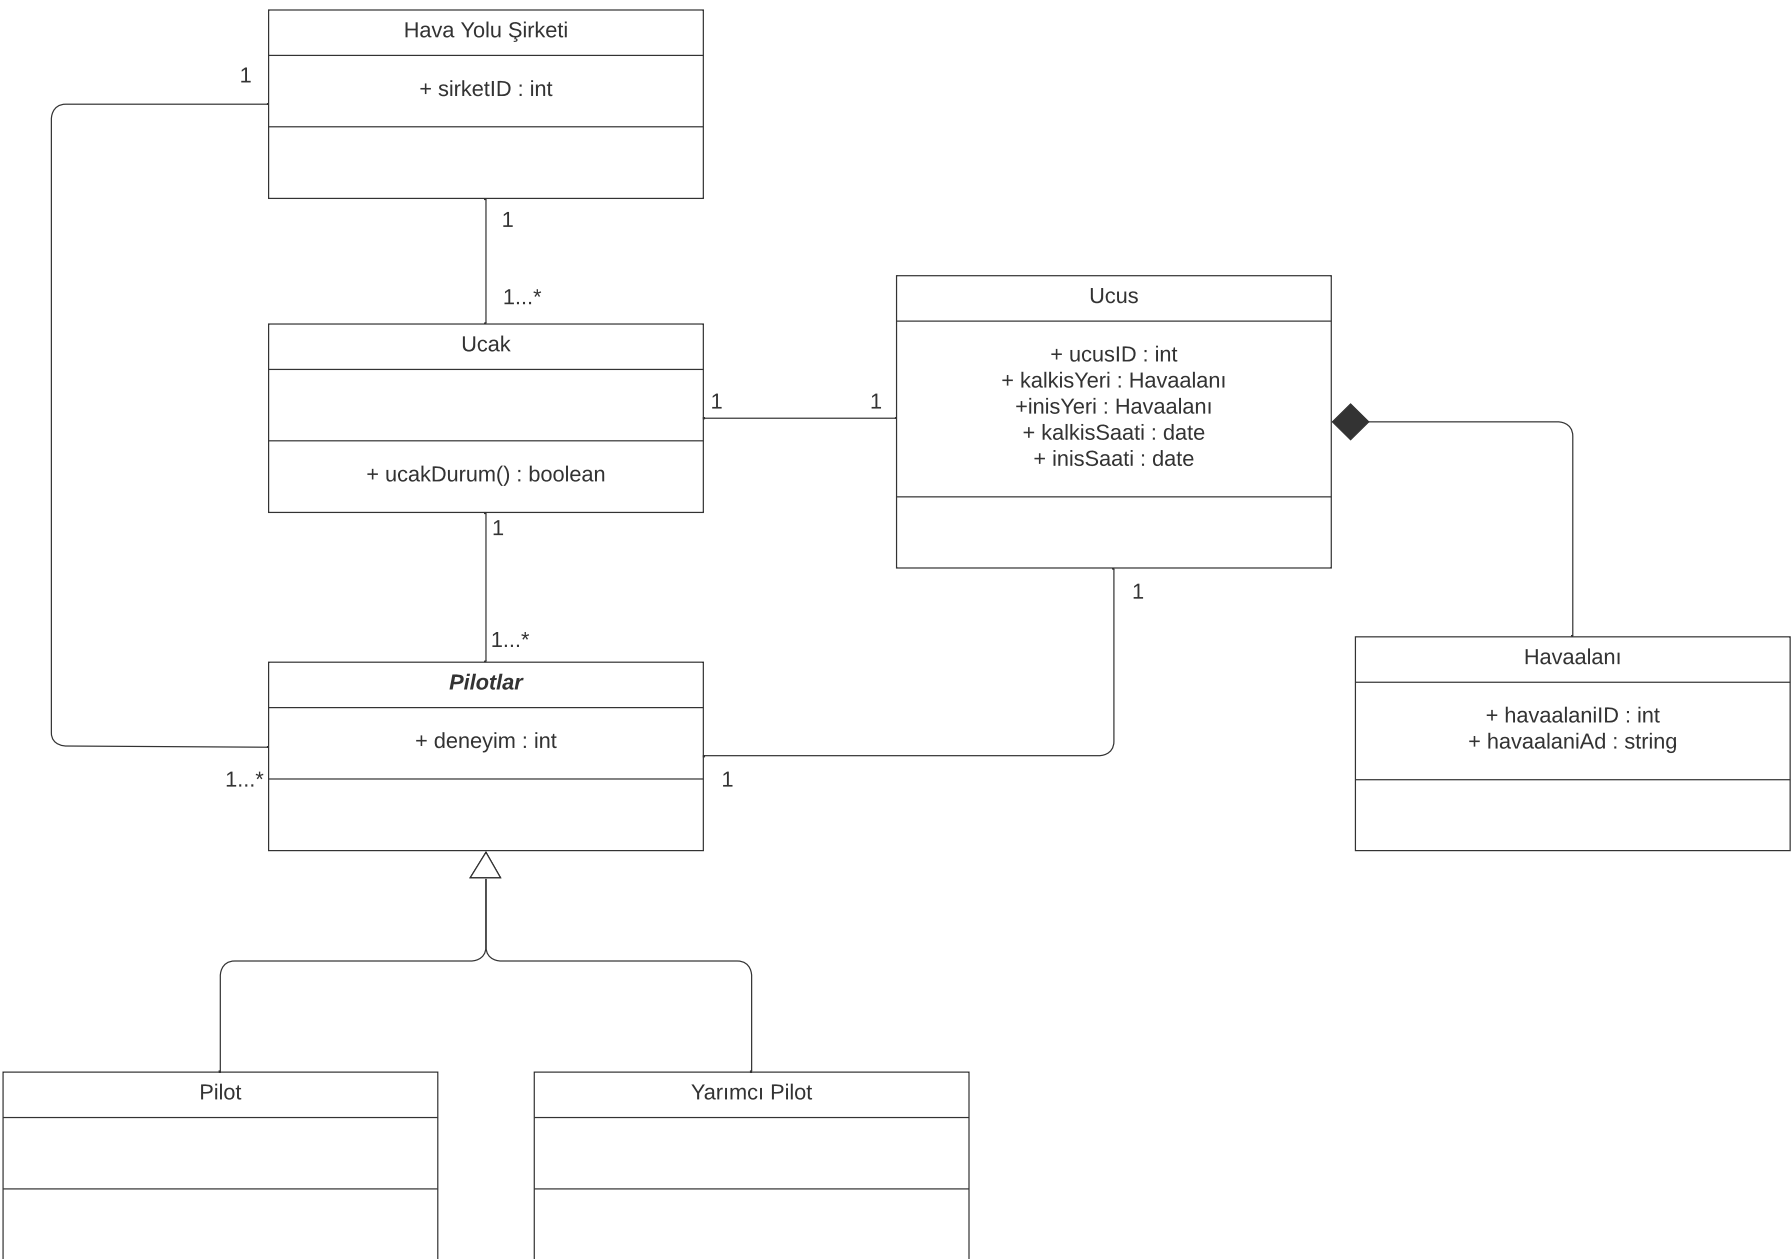 Hava Yolu Şirketi
1
+ sirketID : int
1
1...*
Ucak
+ ucakDurum() : boolean
1
1
Ucus
+ ucusID : int
+ kalkisYeri : Havaalanı
+inisYeri : Havaalanı
+ kalkisSaati : date
+ inisSaati : date
1
1
1...*
Pilotlar
+ deneyim : int
1...*
1
Havaalanı
+ havaalaniID : int
+ havaalaniAd : string
Pilot
Yarımcı Pilot